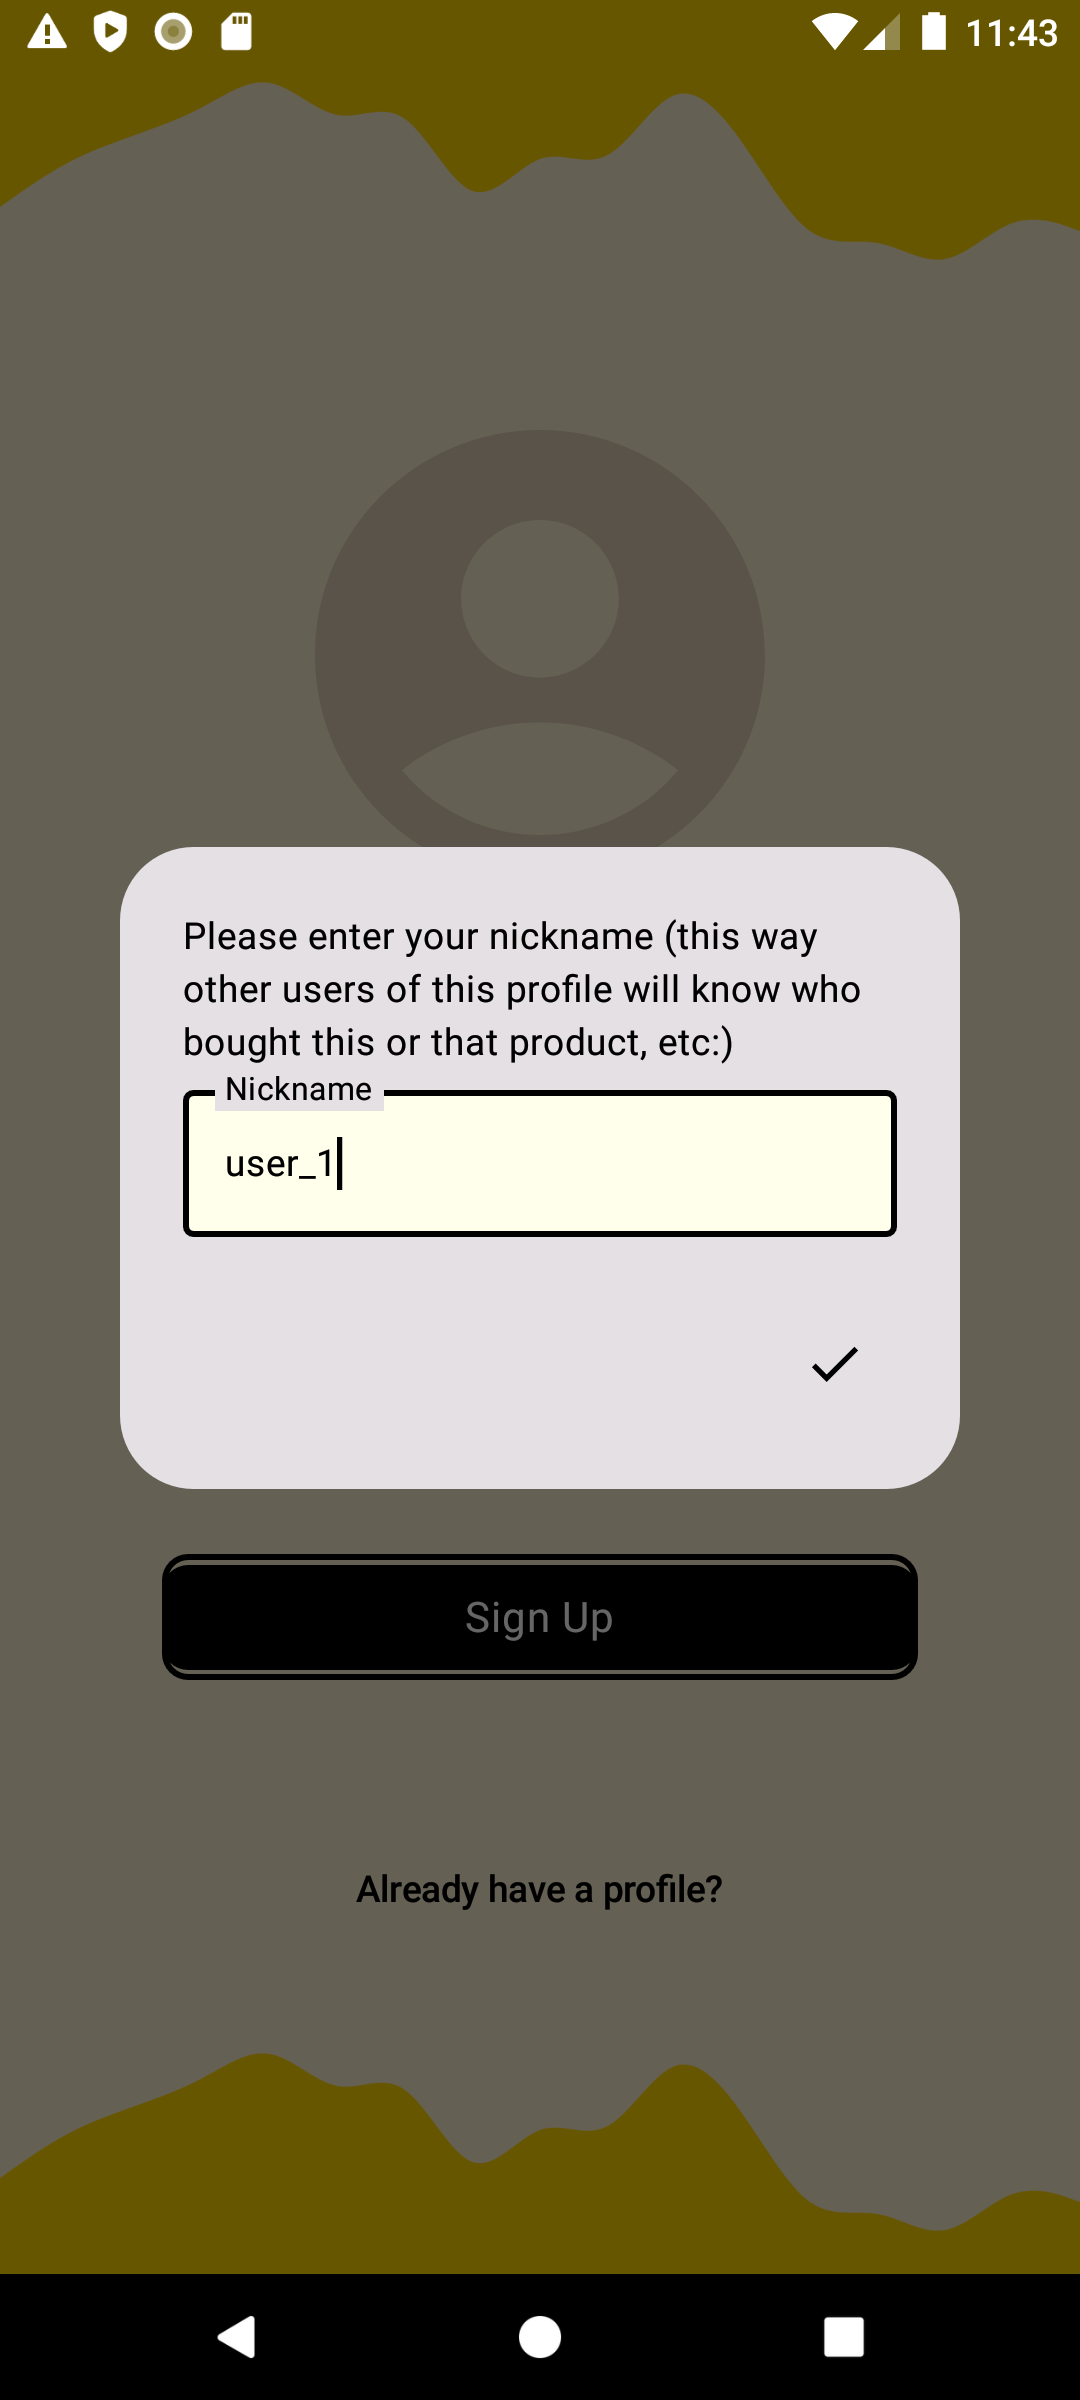 11:43
Please enter your nickname (this way
other users of this profile will know who
bought this or that product, etc:)
Nickname
user_1
Sign Up
Already have a profile?